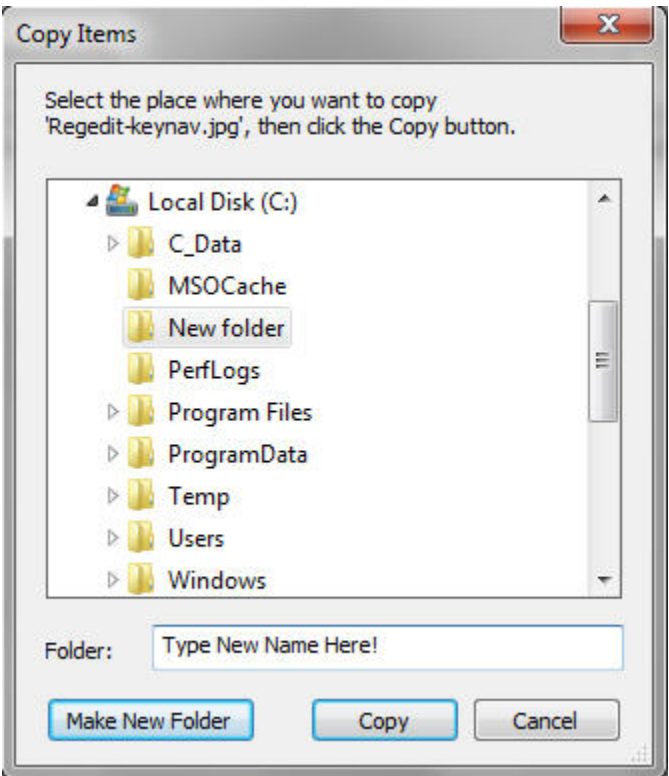 Copy Items
Select the place where you want to copy
'Regedit-keynav.jpg', then click the Copy button.
Local Disk (C:)
C_Data
MSOCache
New folder
PerfLogs
Program Files
ProgramData
Temp
Users
Windows
Folder: Type New Name Here!
Make New Folder Copy Cancel